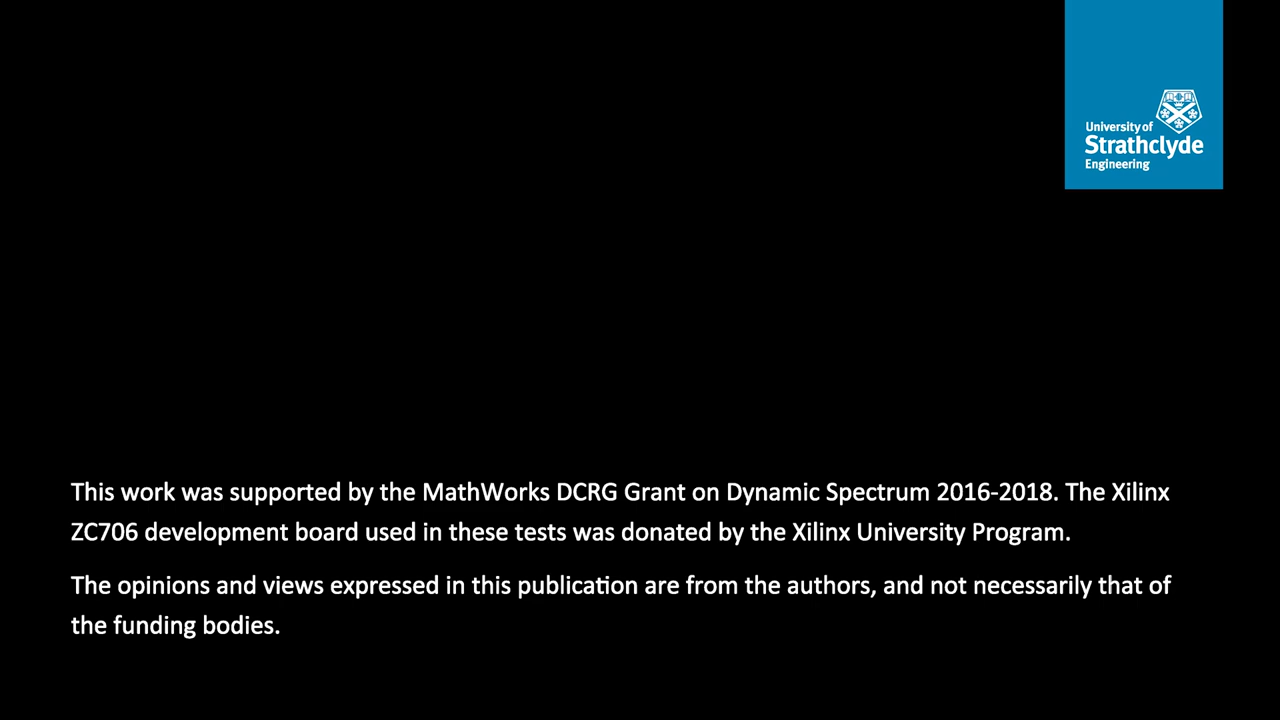 University of
Strathclyde
Engineering
This work was supported by the MathWorks DCRG Grant on Dynamic Spectrum 2016-2018. The Xilinx
ZC706 development board used in these tests was donated by the Xilinx University Program.
The opinions and views expressed in this publication are from the authors, and not necessarily that of
the funding bodies.